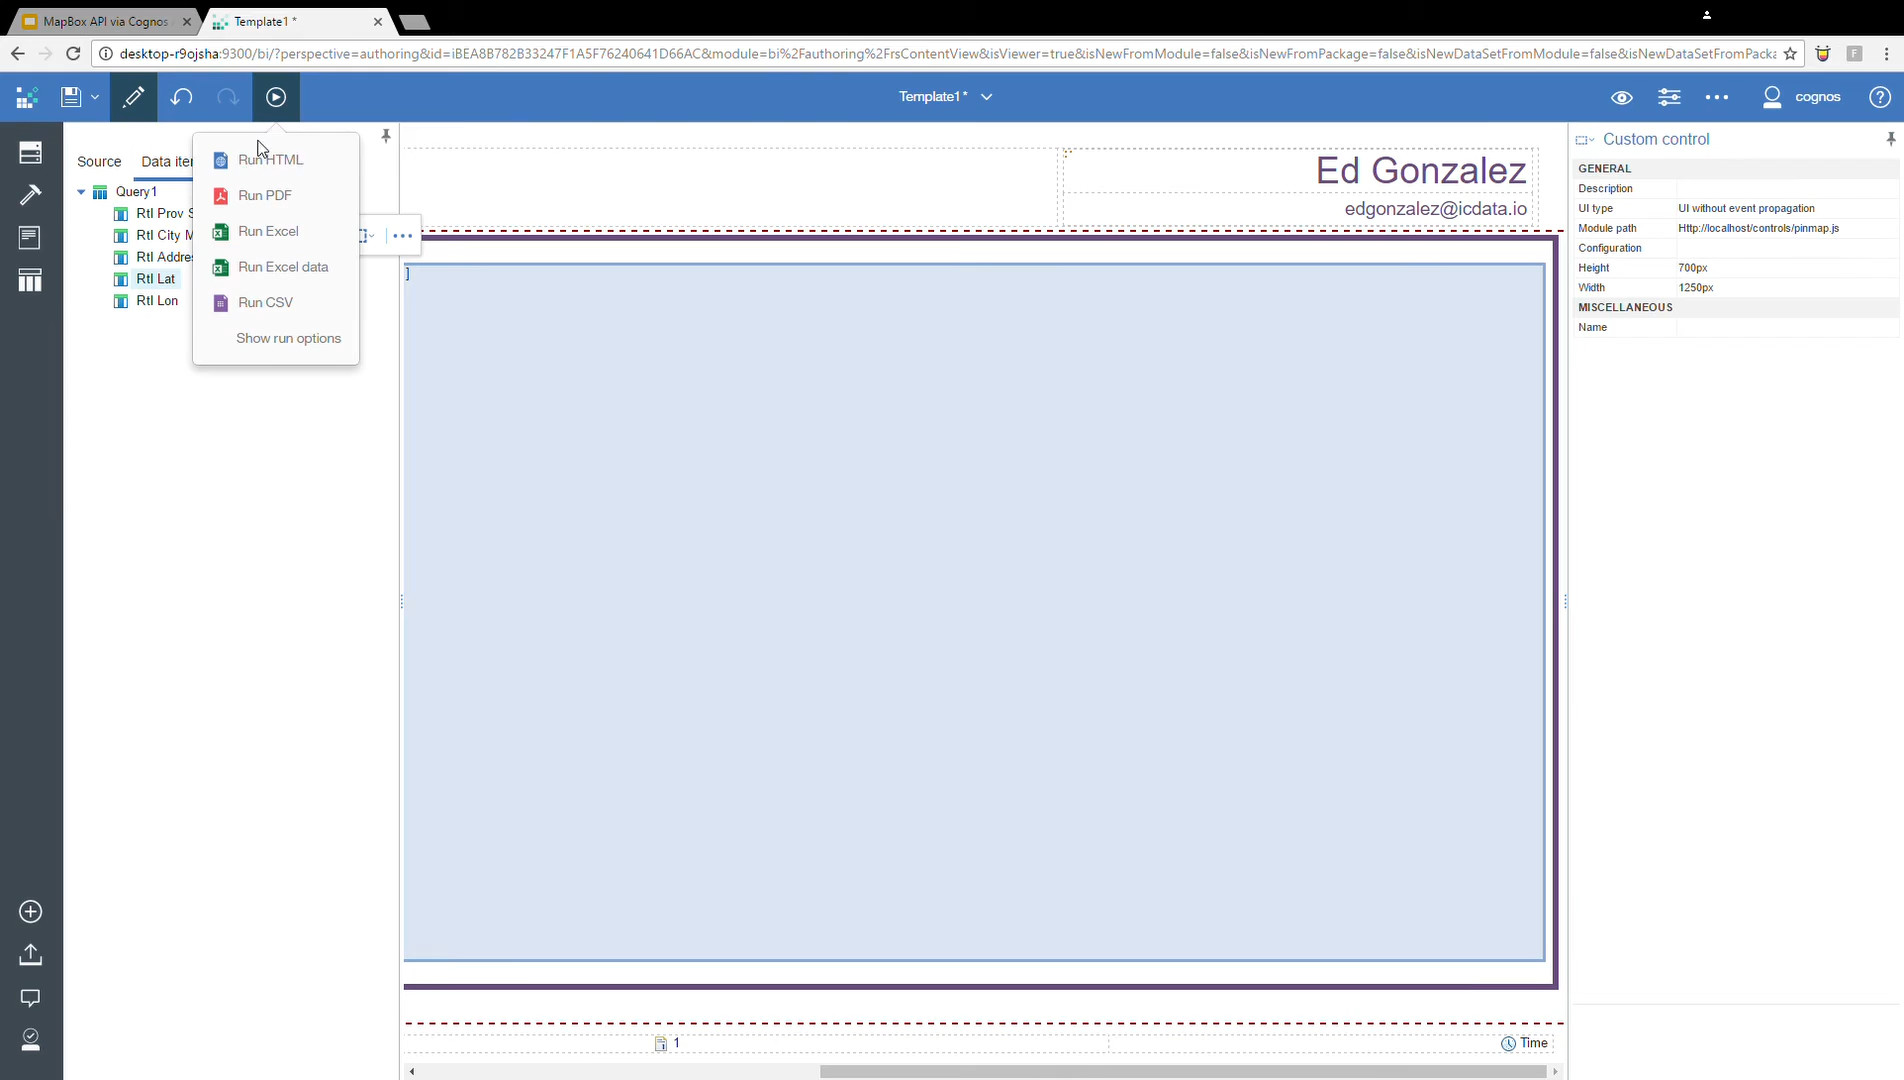 MapBox API via Cognos
Template1 *
desktop-r9ojsha:9300/bi/?perspective=authoring&id=iBEA8B782B33247F1A5F76240641D66AC&module=bi%2Fauthoring%2FrsContentView&isViewer=true&isNewFromModule=false&isNewFromPackage=false&isNewDataSetFromModule=false&isNewDataSetFromPacka
F
Template1*
cognos
Source
Data iter
Query1
Rtl Prov S
Rtl City M
Rtl Addre
Rtl Lat
Rtl Lon
Run HTML
Run PDF
Run Excel
Run Excel data
Run CSV
Show run options
Ed Gonzalez
edgonzalez@icdata.io
]
1
Time
Custom control
GENERAL
Description
UI type UI without event propagation
Module path Http://localhost/controls/pinmap.js
Configuration
Height 700px
Width 1250px
MISCELLANEOUS
Name